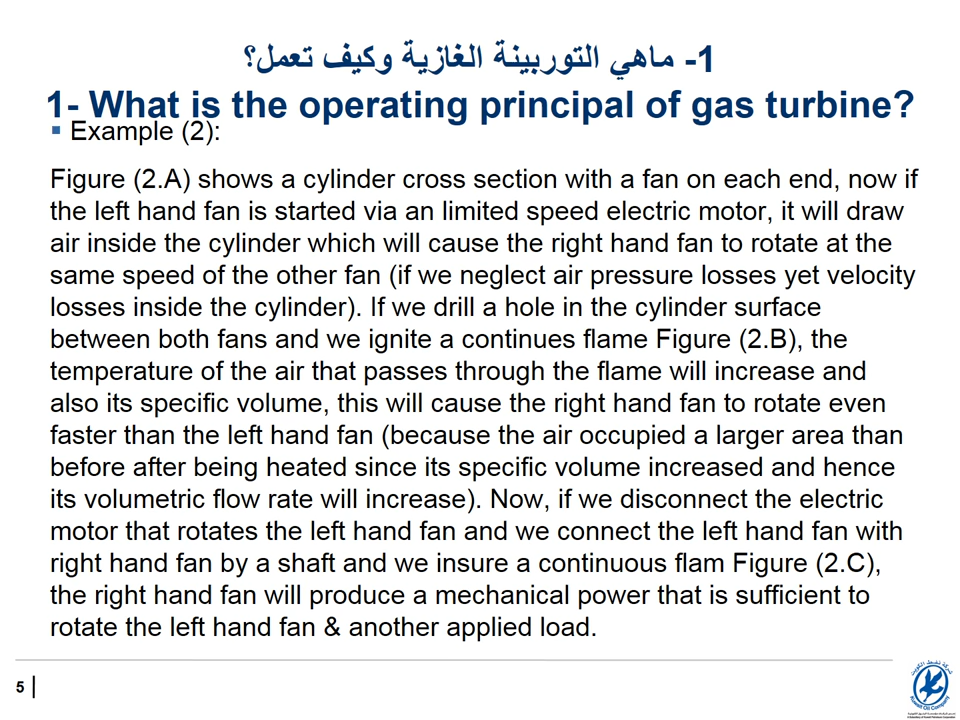 1- ماهي التوربينة الغازية وكيف تعمل؟
1- What is the operating principal of gas turbine?
▪ Example (2):
Figure (2.A) shows a cylinder cross section with a fan on each end, now if
the left hand fan is started via an limited speed electric motor, it will draw
air inside the cylinder which will cause the right hand fan to rotate at the
same speed of the other fan (if we neglect air pressure losses yet velocity
losses inside the cylinder). If we drill a hole in the cylinder surface
between both fans and we ignite a continues flame Figure (2.B), the
temperature of the air that passes through the flame will increase and
also its specific volume, this will cause the right hand fan to rotate even
faster than the left hand fan (because the air occupied a larger area than
before after being heated since its specific volume increased and hence
its volumetric flow rate will increase). Now, if we disconnect the electric
motor that rotates the left hand fan and we connect the left hand fan with
right hand fan by a shaft and we insure a continuous flam Figure (2.C),
the right hand fan will produce a mechanical power that is sufficient to
rotate the left hand fan & another applied load.
5
شركة نفط الكويت
Kuwait Oil Company